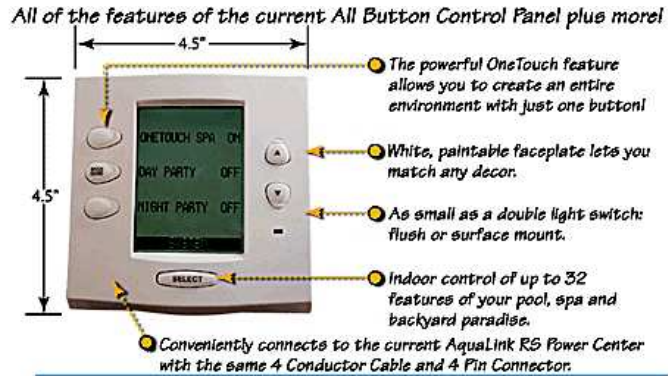 All of the features of the current All Button Control Panel plus more!
4.5"
The powerful OneTouch feature
allows you to create an entire
environment with just one button!
4.5"
ONETOUCH SPA ON
DAY PARTY OFF
NIGHT PARTY OFF
White, paintable faceplate lets you
match any decor.
As small as a double light switch:
flush or surface mount.
SELECT
Indoor control of up to 32
features of your pool, spa and
backyard paradise.
Conveniently connects to the current AquaLink RS Power Center
with the same 4 Conductor Cable and 4 Pin Connector.